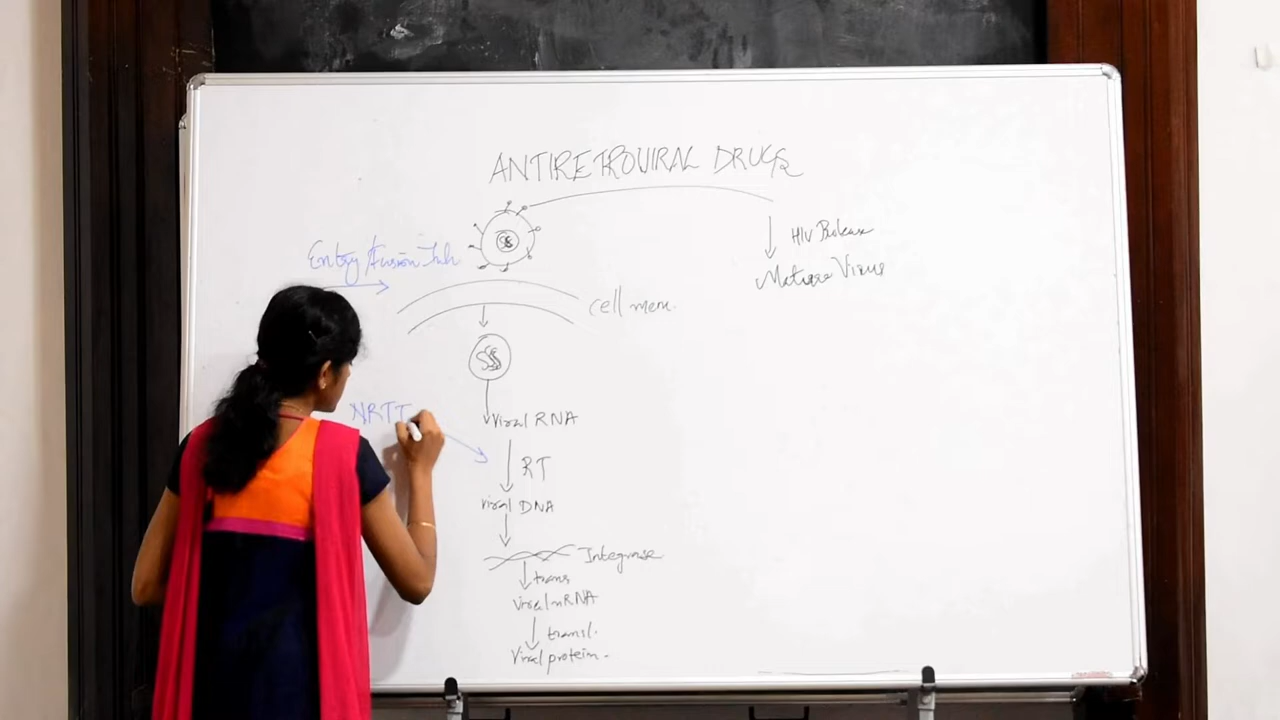 ANTIRETROVIRAL DRUGS
HIV Release
Mature Virus
Entry/Fusion Inh
cell mem.
NRTI
Viral RNA
RT
Viral DNA
Integrase
trans
Viral mRNA
transl.
Viral protein.